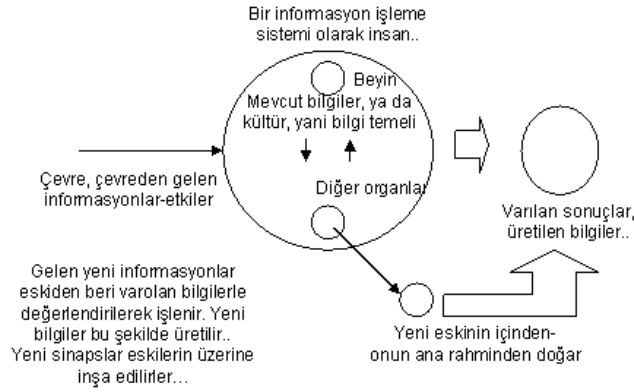 Bir informasyon işleme
sistemi olarak insan..
Beyin
Mevcut bilgiler, ya da
kültür, yani bilgi temeli
Diğer organlar
Çevre, çevreden gelen
informasyonlar-etkiler
Varılan sonuçlar,
üretilen bilgiler..
Gelen yeni informasyonlar
eskiden beri varolan bilgilerle
değerlendirilerek işlenir. Yeni
bilgiler bu şekilde üretilir..
Yeni sinapslar eskilerin üzerine
inşa edilirler…
Yeni eskinin içinden-
onun ana rahminden doğar